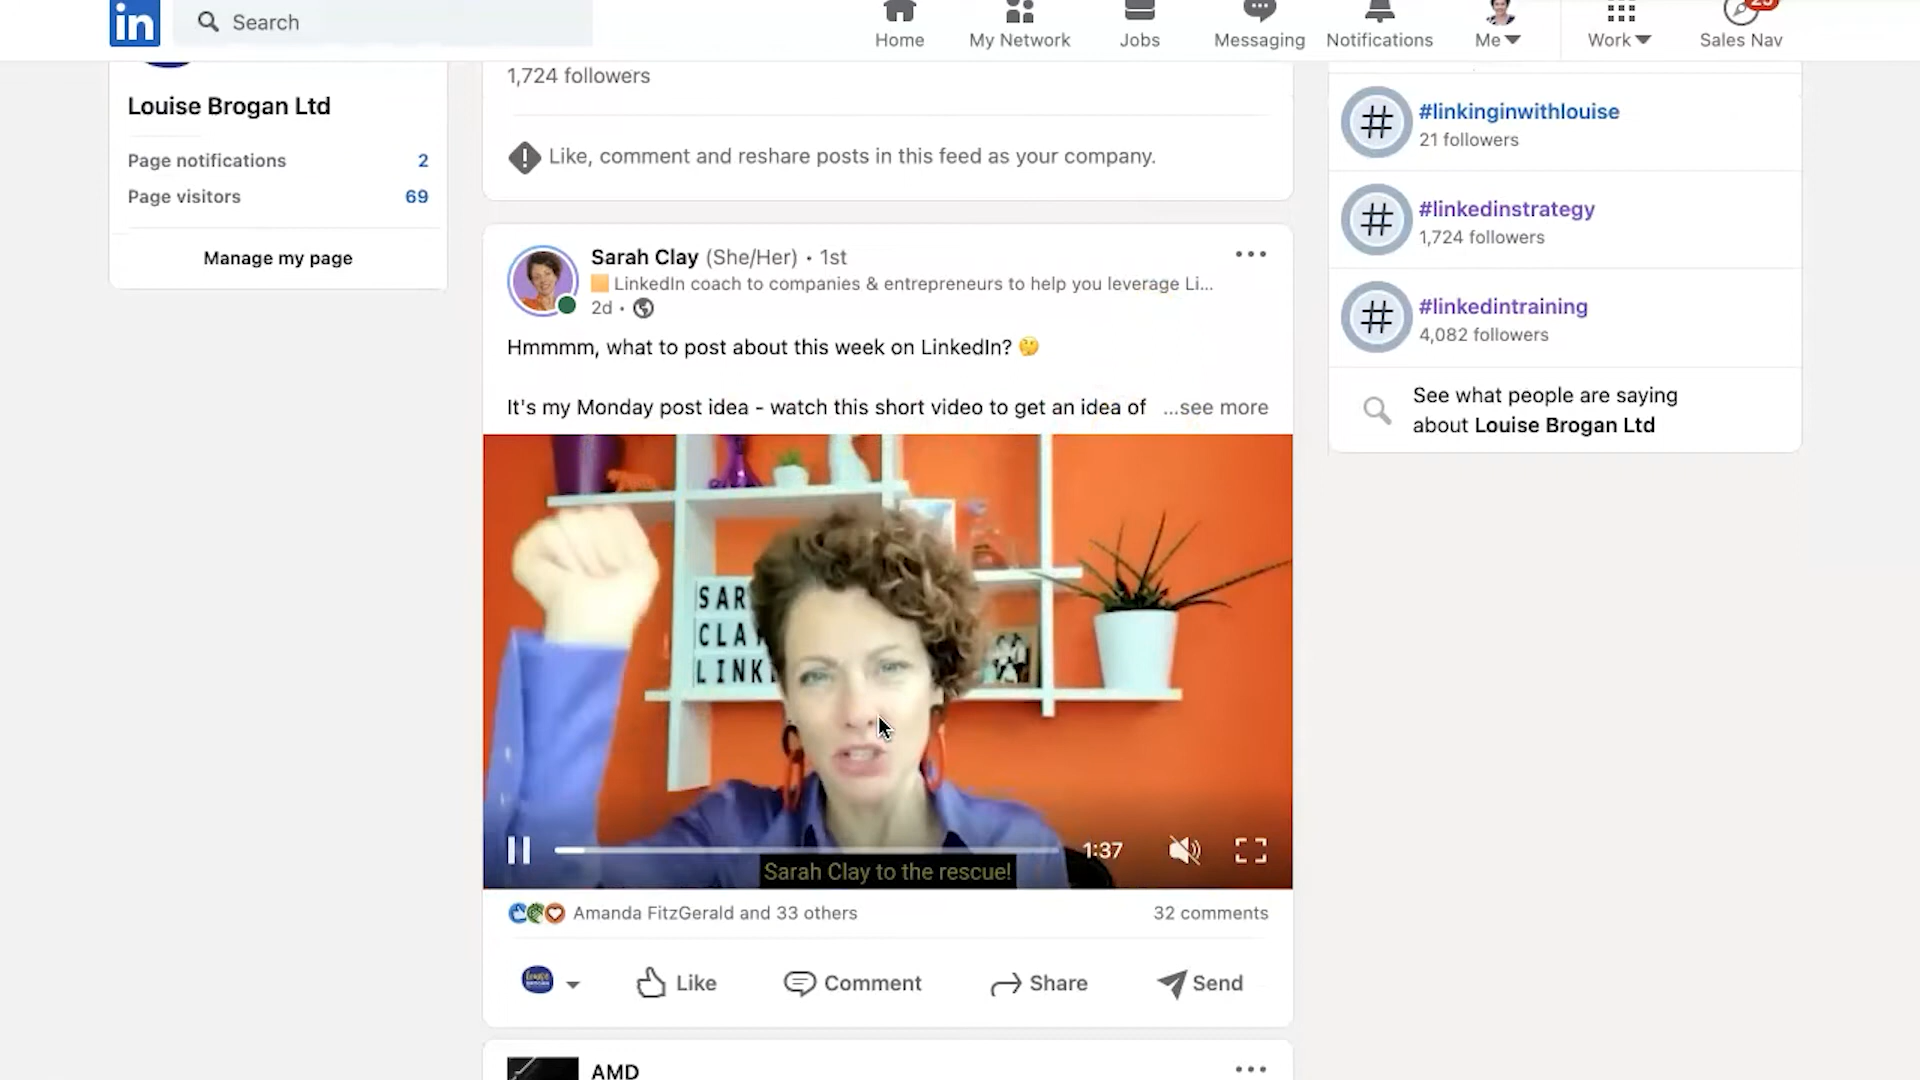 in
Search
Home
My Network
Jobs
Messaging
Notifications
Me
Work
Sales Nav
Louise Brogan Ltd
Page notifications 2
Page visitors 69
Manage my page
1,724 followers
Like, comment and reshare posts in this feed as your company.
Sarah Clay (She/Her) • 1st
LinkedIn coach to companies & entrepreneurs to help you leverage Li...
2d •
Hmmmm, what to post about this week on LinkedIn? 🤔
It's my Monday post idea - watch this short video to get an idea of ...see more
SAR
CLAY
LINK
1:37
Sarah Clay to the rescue!
Amanda FitzGerald and 33 others
32 comments
Like
Comment
Share
Send
AMD
#linkinginwithlouise
21 followers
#linkedinstrategy
1,724 followers
#linkedintraining
4,082 followers
See what people are saying
about Louise Brogan Ltd